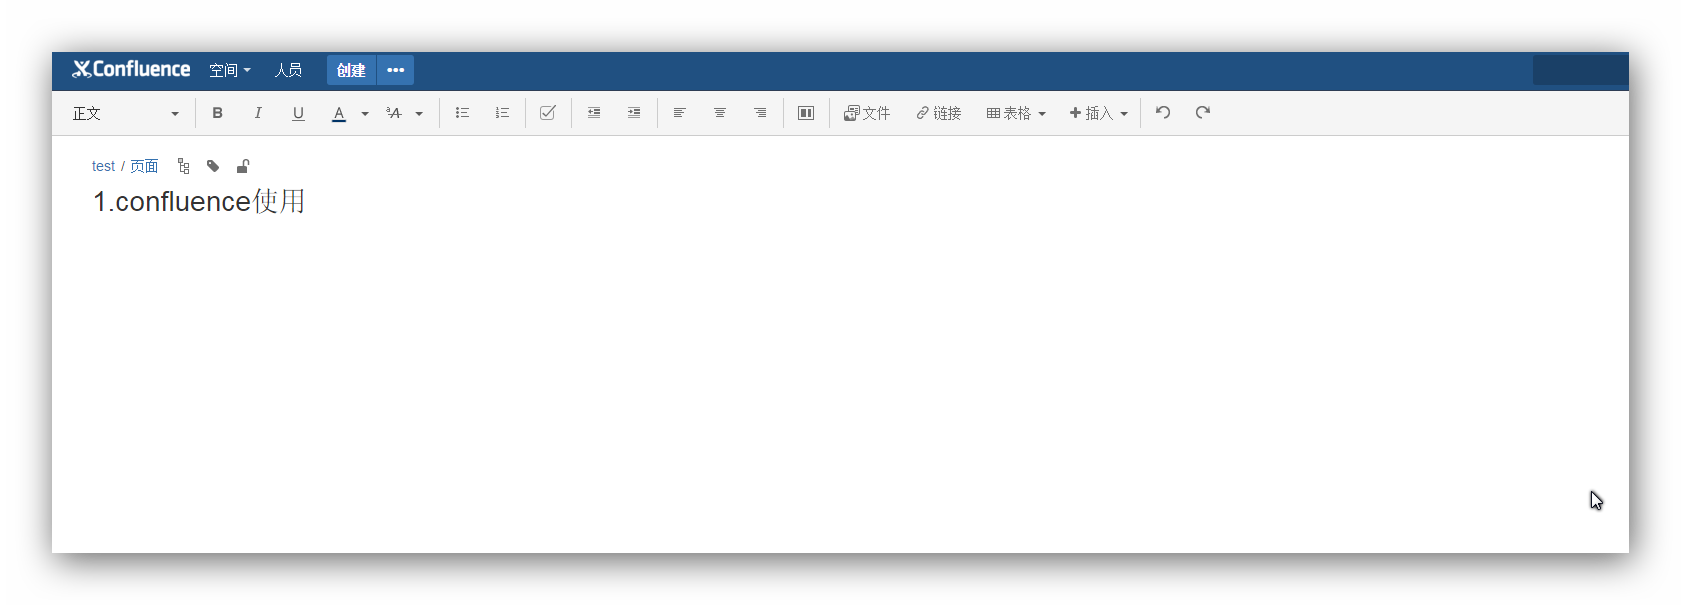 Confluence 空间 人员 创建 •••
正文 B I U A ªA 文件 链接 表格 插入
test / 页面
1.confluence使用